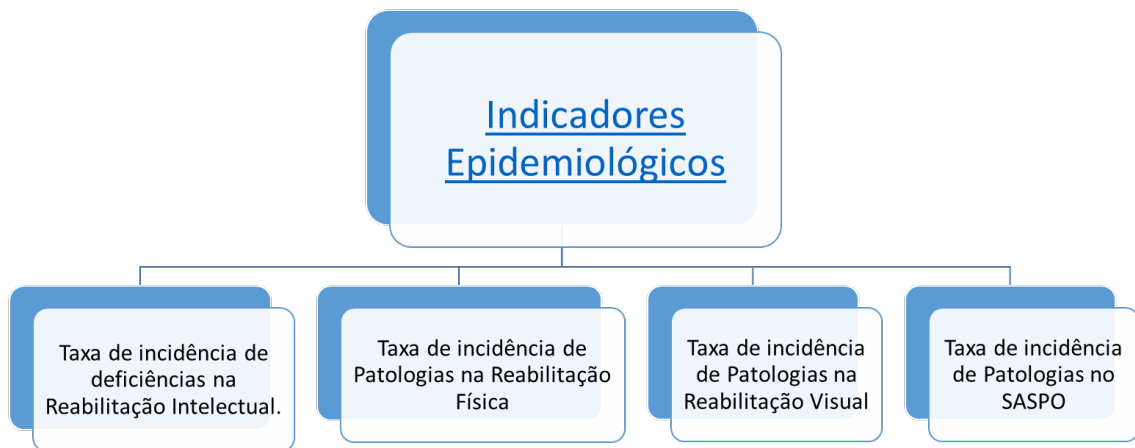 Indicadores
Epidemiológicos
Taxa de incidência de
deficiências na
Reabilitação Intelectual.
Taxa de incidência de
Patologias na Reabilitação
Física
Taxa de incidência
de Patologias na
Reabilitação Visual
Taxa de incidência
de Patologias no
SASPO